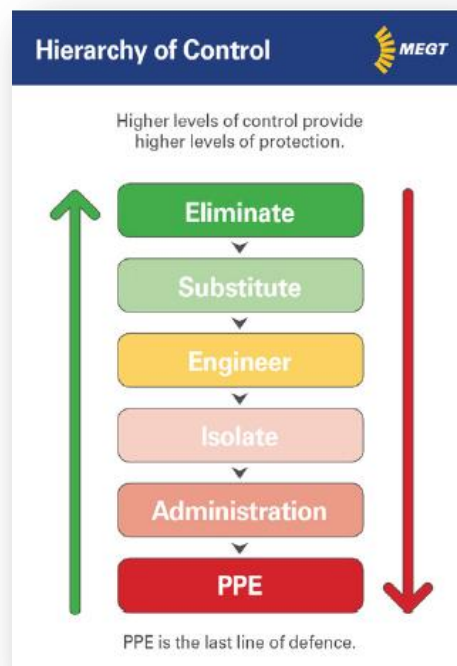 Hierarchy of Control
MEGT
Higher levels of control provide
higher levels of protection.
Eliminate
Substitute
Engineer
Isolate
Administration
PPE
PPE is the last line of defence.